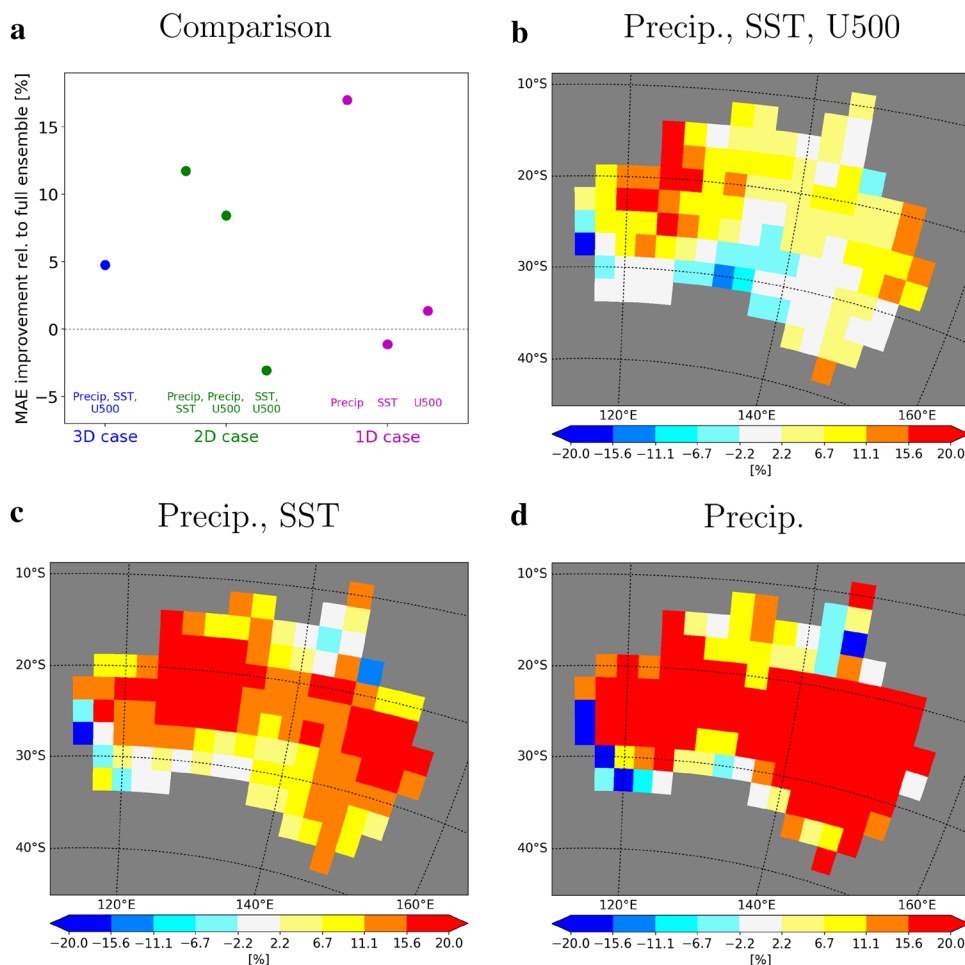 a
Comparison
MAE improvement rel. to full ensemble [%]
15
10
5
0
−5
Precip, SST,
U500
Precip,
SST
Precip,
U500
SST,
U500
Precip
SST
U500
3D case
2D case
1D case
b
Precip., SST, U500
10°S
20°S
30°S
40°S
120°E
140°E
160°E
−20.0 −15.6 −11.1 −6.7 −2.2 2.2 6.7 11.1 15.6 20.0
[%]
c
Precip., SST
10°S
20°S
30°S
40°S
120°E
140°E
160°E
−20.0 −15.6 −11.1 −6.7 −2.2 2.2 6.7 11.1 15.6 20.0
[%]
d
Precip.
10°S
20°S
30°S
40°S
120°E
140°E
160°E
−20.0 −15.6 −11.1 −6.7 −2.2 2.2 6.7 11.1 15.6 20.0
[%]